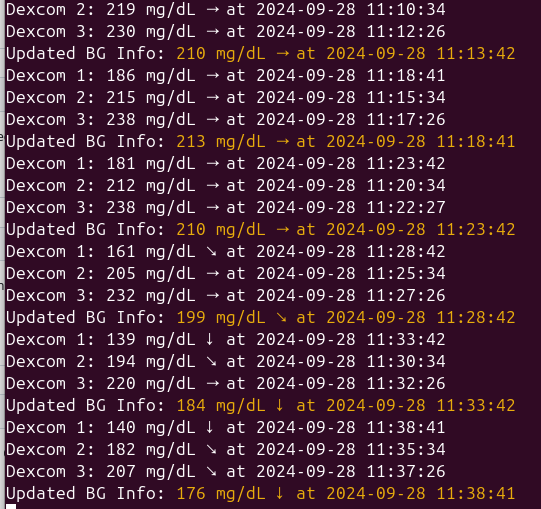 Dexcom 2: 219 mg/dL → at 2024-09-28 11:10:34
Dexcom 3: 230 mg/dL → at 2024-09-28 11:12:26
Updated BG Info: 210 mg/dL → at 2024-09-28 11:13:42
Dexcom 1: 186 mg/dL → at 2024-09-28 11:18:41
Dexcom 2: 215 mg/dL → at 2024-09-28 11:15:34
Dexcom 3: 238 mg/dL → at 2024-09-28 11:17:26
Updated BG Info: 213 mg/dL → at 2024-09-28 11:18:41
Dexcom 1: 181 mg/dL → at 2024-09-28 11:23:42
Dexcom 2: 212 mg/dL → at 2024-09-28 11:20:34
Dexcom 3: 238 mg/dL → at 2024-09-28 11:22:27
Updated BG Info: 210 mg/dL → at 2024-09-28 11:23:42
Dexcom 1: 161 mg/dL ↘ at 2024-09-28 11:28:42
Dexcom 2: 205 mg/dL → at 2024-09-28 11:25:34
Dexcom 3: 232 mg/dL → at 2024-09-28 11:27:26
Updated BG Info: 199 mg/dL ↘ at 2024-09-28 11:28:42
Dexcom 1: 139 mg/dL ↓ at 2024-09-28 11:33:42
Dexcom 2: 194 mg/dL ↘ at 2024-09-28 11:30:34
Dexcom 3: 220 mg/dL → at 2024-09-28 11:32:26
Updated BG Info: 184 mg/dL ↓ at 2024-09-28 11:33:42
Dexcom 1: 140 mg/dL ↓ at 2024-09-28 11:38:41
Dexcom 2: 182 mg/dL ↘ at 2024-09-28 11:35:34
Dexcom 3: 207 mg/dL ↘ at 2024-09-28 11:37:26
Updated BG Info: 176 mg/dL ↓ at 2024-09-28 11:38:41